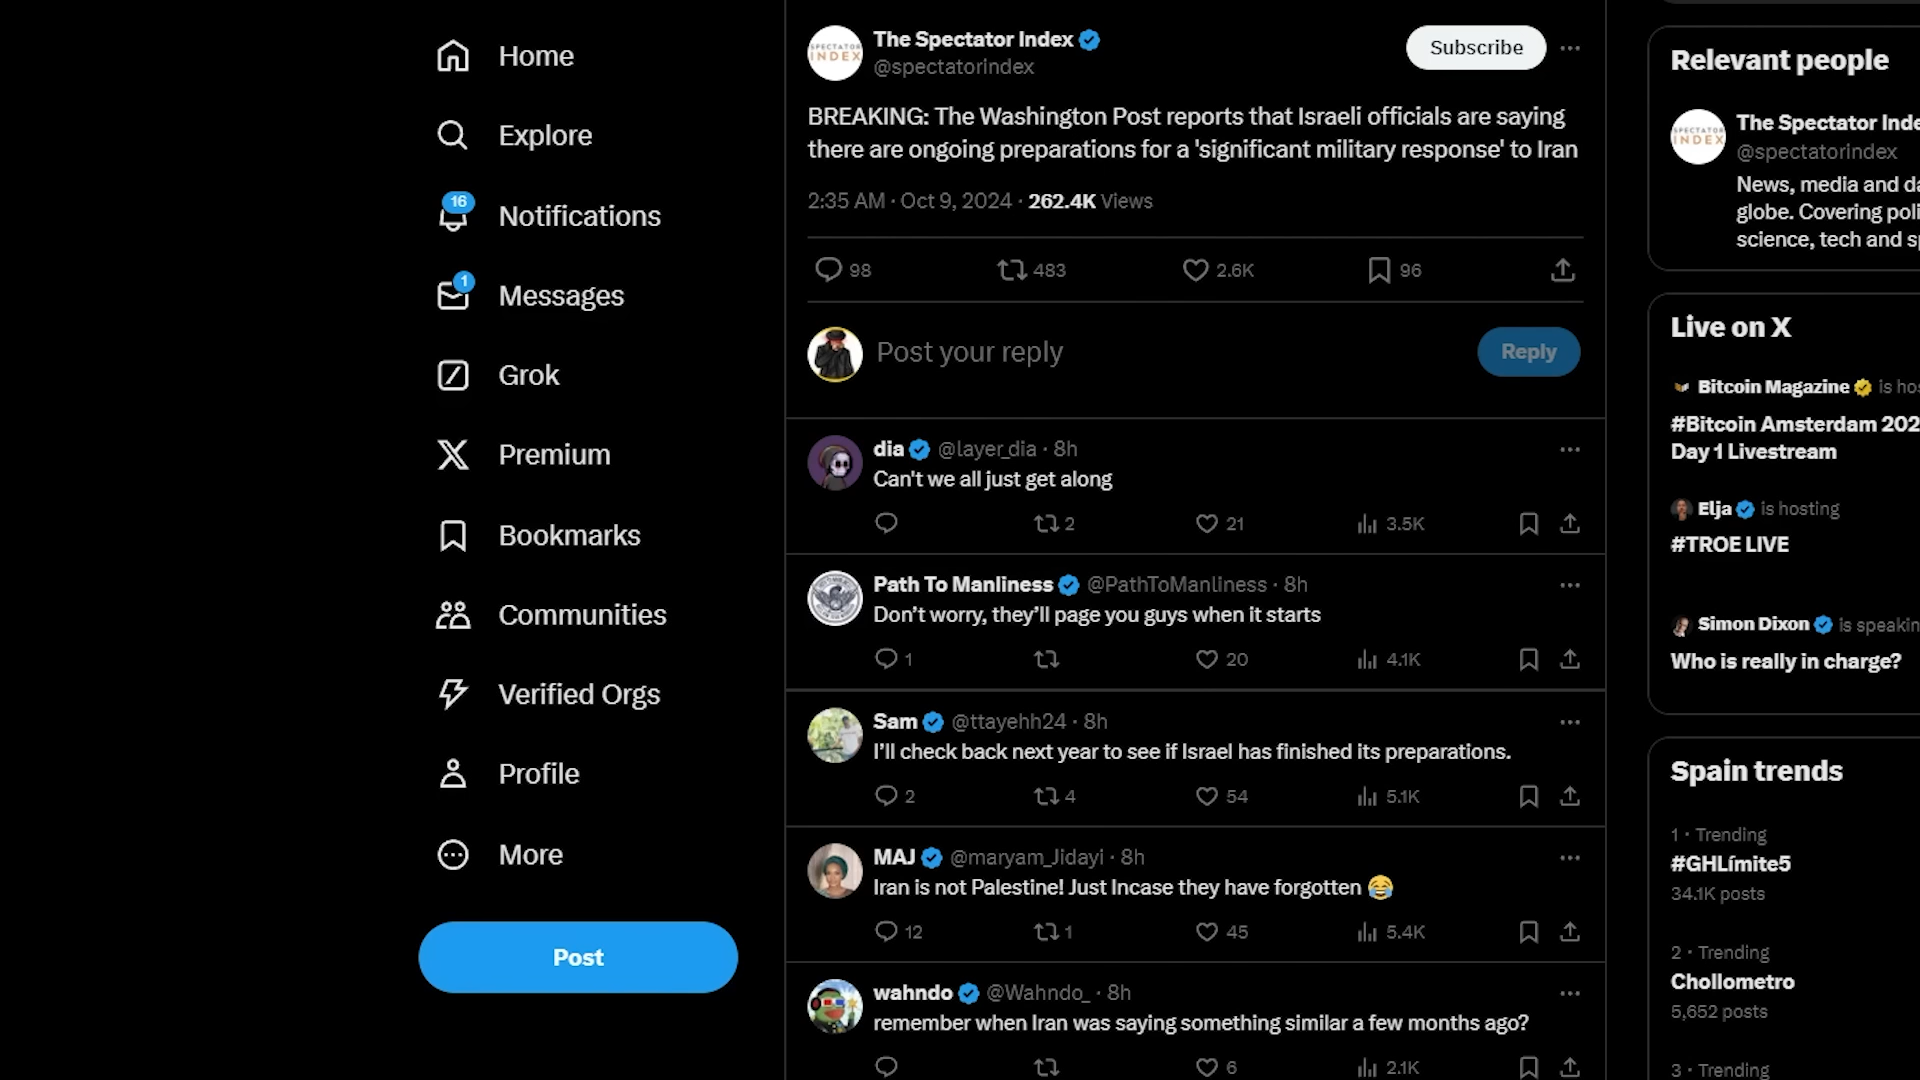 Home
Explore
16
Notifications
1
Messages
Grok
Premium
Bookmarks
Communities
Verified Orgs
Profile
More
Post
SPECTATOR
INDEX
The Spectator Index
@spectatorindex
Subscribe
BREAKING: The Washington Post reports that Israeli officials are saying
there are ongoing preparations for a 'significant military response' to Iran
2:35 AM · Oct 9, 2024 · 262.4K Views
98 483 2.6K 96
Post your reply
Reply
dia @layer_dia · 8h
Can't we all just get along
2 21 3.5K
Path To Manliness @PathToManliness · 8h
Don’t worry, they’ll page you guys when it starts
1 20 4.1K
Sam @ttayehh24 · 8h
I’ll check back next year to see if Israel has finished its preparations.
2 4 54 5.1K
MAJ @maryam_Jidayi · 8h
Iran is not Palestine! Just Incase they have forgotten 😂
12 1 45 5.4K
wahndo @Wahndo_ · 8h
remember when Iran was saying something similar a few months ago?
6 2.1K
Relevant people
SPECTATOR
INDEX
The Spectator Inde
@spectatorindex
News, media and da
globe. Covering poli
science, tech and sp
Live on X
Bitcoin Magazine is hos
#Bitcoin Amsterdam 202
Day 1 Livestream
Elja is hosting
#TROE LIVE
Simon Dixon is speakin
Who is really in charge?
Spain trends
1 · Trending
#GHLímite5
34.1K posts
2 · Trending
Chollometro
5,652 posts
3 · Trending